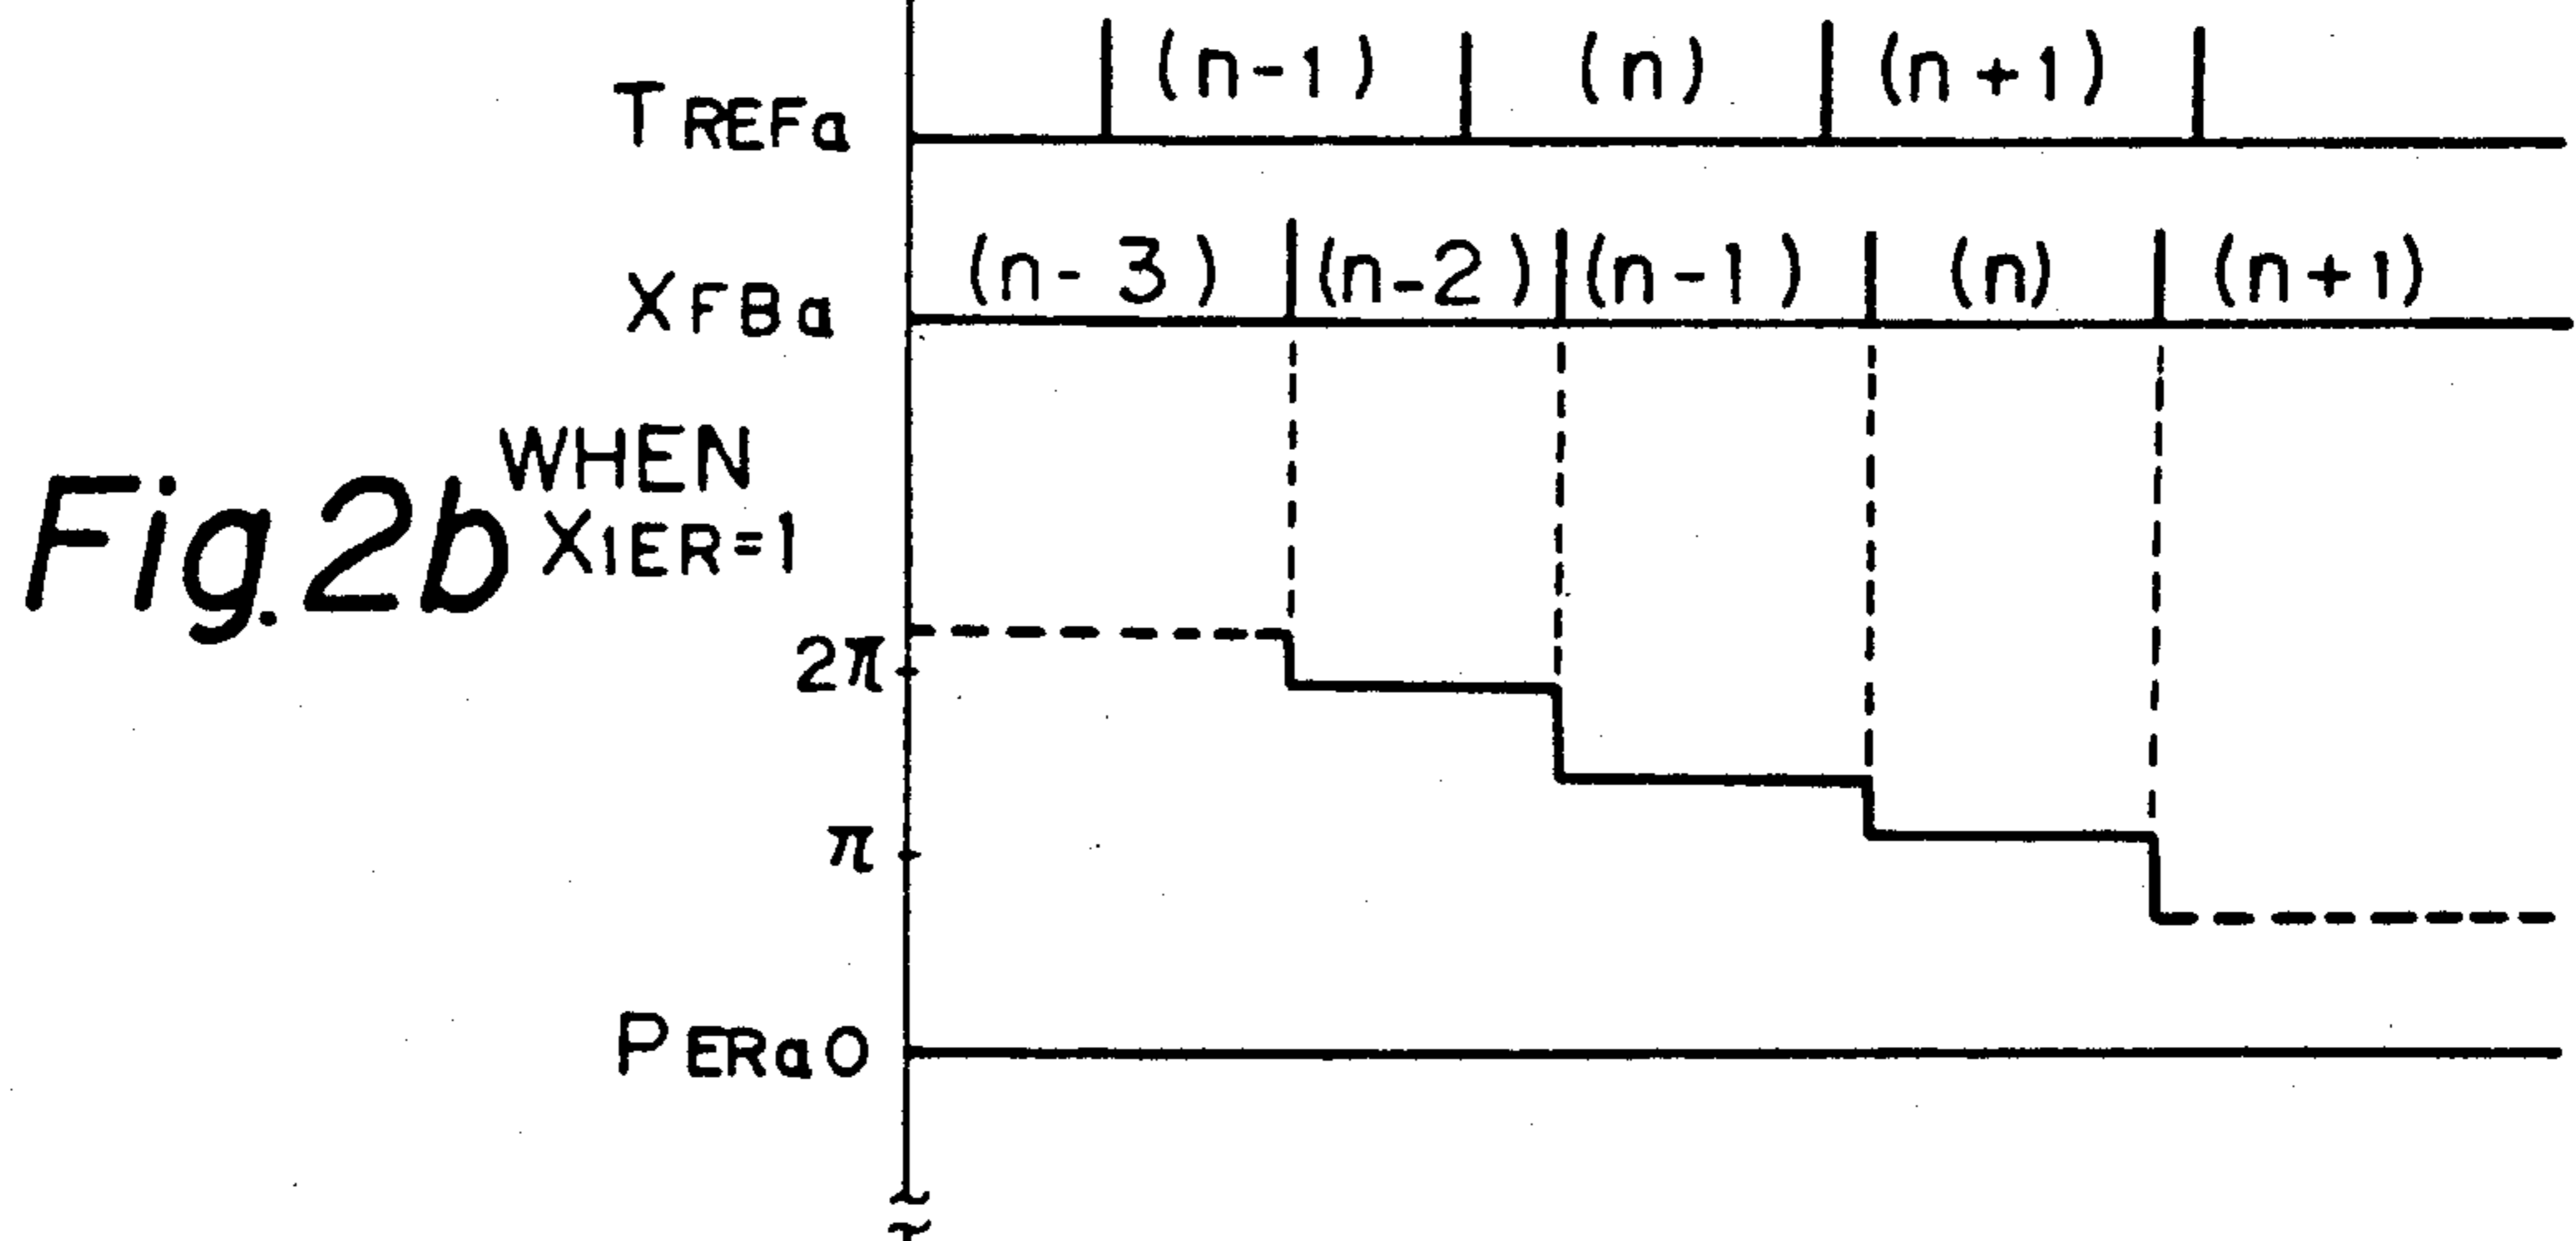 TREFa (n-1) (n) (n+1)
XFBa (n-3) (n-2) (n-1) (n) (n+1)
Fig.2b WHEN
X1ER=1
2π
π
PERa0